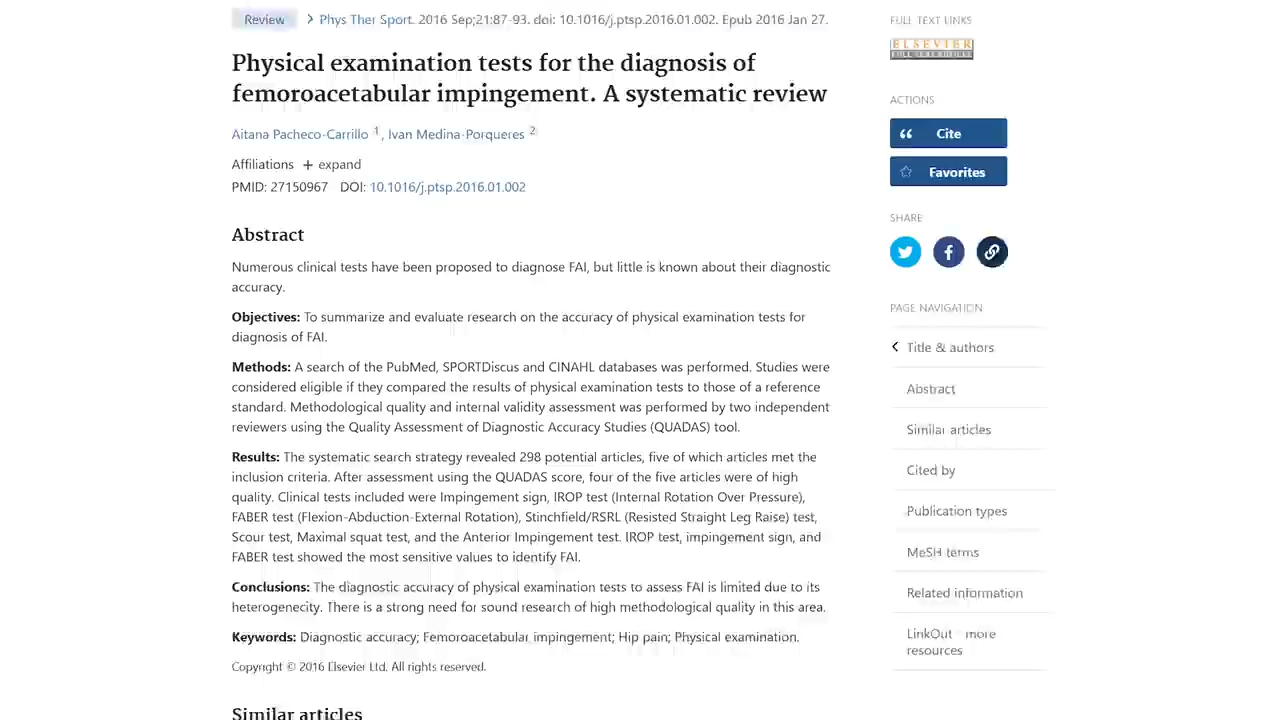 Review > Phys Ther Sport. 2016 Sep;21:87-93. doi: 10.1016/j.ptsp.2016.01.002. Epub 2016 Jan 27.
Physical examination tests for the diagnosis of
femoroacetabular impingement. A systematic review
Aitana Pacheco-Carrillo 1, Ivan Medina-Porqueres 2
Affiliations + expand
PMID: 27150967 DOI: 10.1016/j.ptsp.2016.01.002
Abstract
Numerous clinical tests have been proposed to diagnose FAI, but little is known about their diagnostic
accuracy.
Objectives: To summarize and evaluate research on the accuracy of physical examination tests for
diagnosis of FAI.
Methods: A search of the PubMed, SPORTDiscus and CINAHL databases was performed. Studies were
considered eligible if they compared the results of physical examination tests to those of a reference
standard. Methodological quality and internal validity assessment was performed by two independent
reviewers using the Quality Assessment of Diagnostic Accuracy Studies (QUADAS) tool.
Results: The systematic search strategy revealed 298 potential articles, five of which articles met the
inclusion criteria. After assessment using the QUADAS score, four of the five articles were of high
quality. Clinical tests included were Impingement sign, IROP test (Internal Rotation Over Pressure),
FABER test (Flexion-Abduction-External Rotation), Stinchfield/RSRL (Resisted Straight Leg Raise) test,
Scour test, Maximal squat test, and the Anterior Impingement test. IROP test, impingement sign, and
FABER test showed the most sensitive values to identify FAI.
Conclusions: The diagnostic accuracy of physical examination tests to assess FAI is limited due to its
heterogenecity. There is a strong need for sound research of high methodological quality in this area.
Keywords: Diagnostic accuracy; Femoroacetabular impingement; Hip pain; Physical examination.
Copyright © 2016 Elsevier Ltd. All rights reserved.
Similar articles
FULL TEXT LINKS
ELSEVIER
ACTIONS
Cite
Favorites
SHARE
PAGE NAVIGATION
Title & authors
Abstract
Similar articles
Cited by
Publication types
MeSH terms
Related information
LinkOut - more
resources